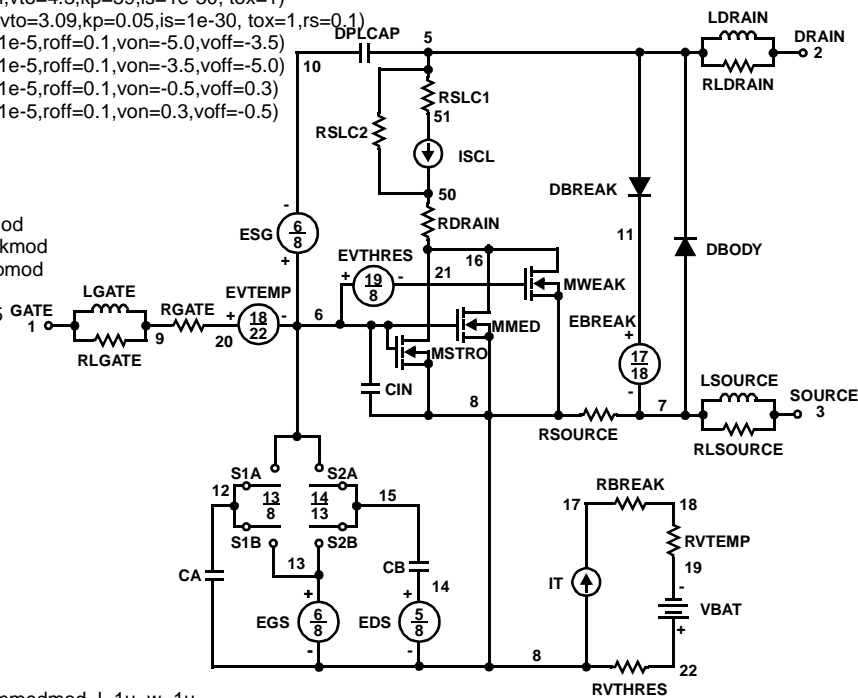 vto=3.09,kp=0.05,is=1e-30, tox=1,rs=0.1)
1e-5,roff=0.1,von=-5.0,voff=-3.5)
1e-5,roff=0.1,von=-3.5,voff=-5.0)
1e-5,roff=0.1,von=-0.5,voff=0.3)
1e-5,roff=0.1,von=0.3,voff=-0.5)
LDRAIN
DPLCAP
5
DRAIN
2
10
RLDRAIN
RSLC1
51
RSLC2
ISCL
50
DBREAK
-
RDRAIN
ESG
6
8
+
11
DBODY
EVTHRES
16
+
19
8
-
21
MWEAK
LGATE
EVTEMP
GATE
1
RGATE
+
18
22
-
6
MMED
EBREAK
+
9
20
MSTRO
17
18
-
RLGATE
LSOURCE
CIN
8
7
SOURCE
3
RSOURCE
RLSOURCE
S1A
S2A
12
13
8
14
13
15
RBREAK
17
18
S1B
S2B
RVTEMP
13
CB
19
CA
14
IT
-
VBAT
+
+
+
EGS
6
8
EDS
5
8
-
-
8
22
RVTHRES